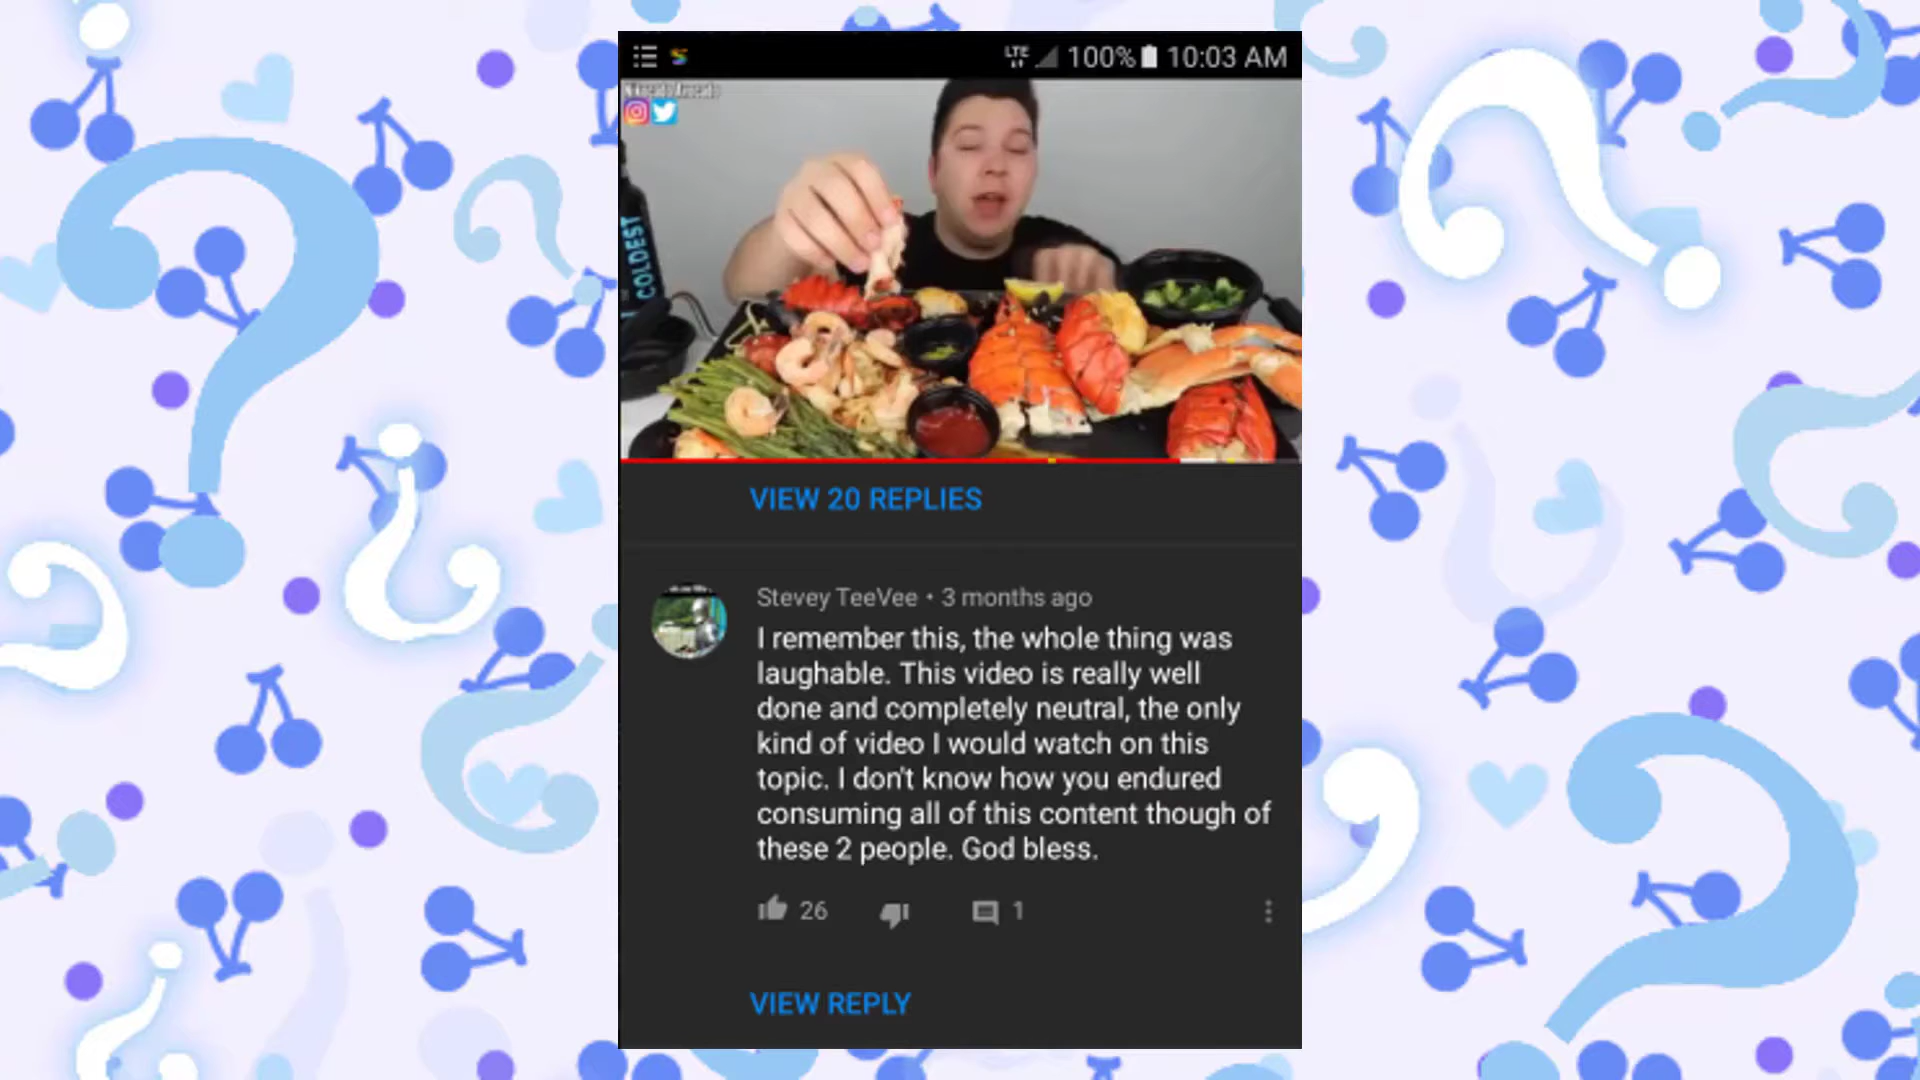 LTE 100% 10:03 AM
Nikocado Avocado
COLDEST
VIEW 20 REPLIES
Stevey TeeVee • 3 months ago
I remember this, the whole thing was
laughable. This video is really well
done and completely neutral, the only
kind of video I would watch on this
topic. I don't know how you endured
consuming all of this content though of
these 2 people. God bless.
26 1
VIEW REPLY